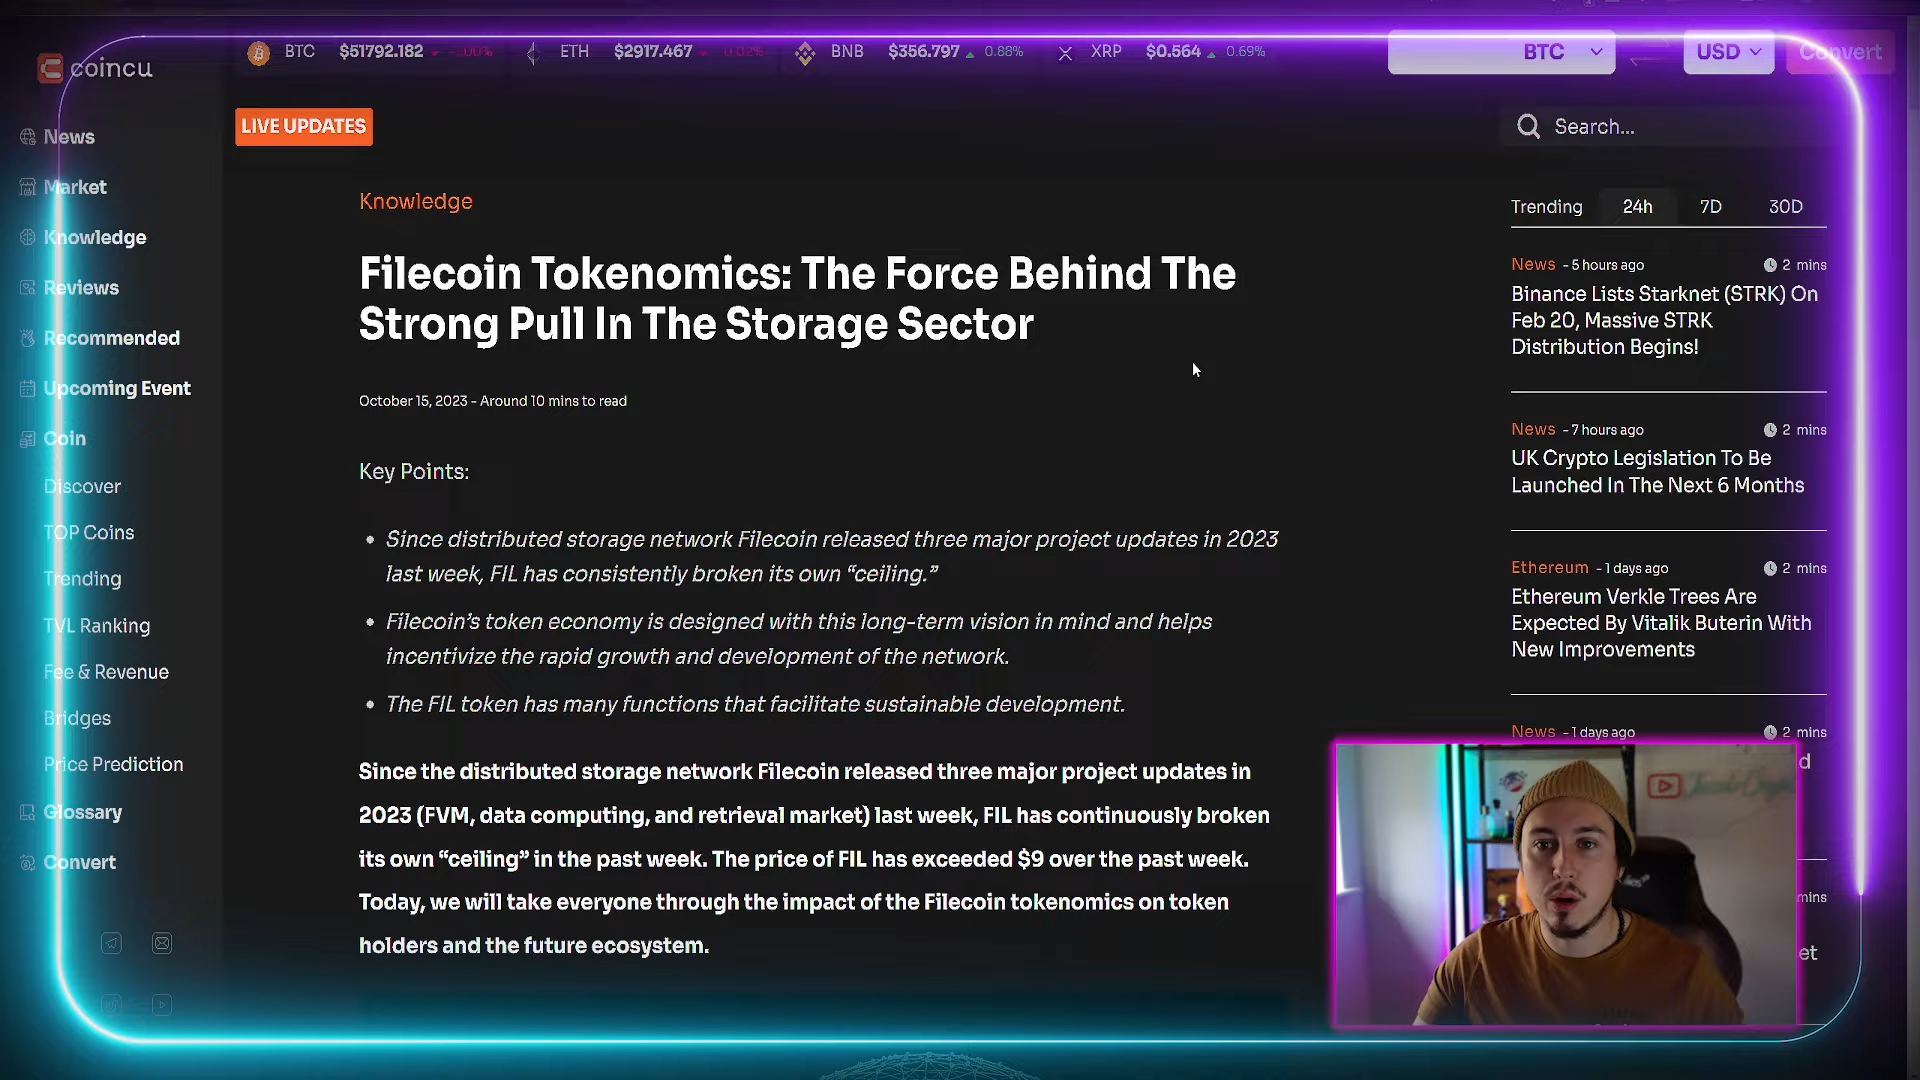 coincu
BTC $51792.182
ETH $2917.467 0.02%
BNB $356.797 0.88%
XRP $0.564 0.69%
BTC
USD
Convert
LIVE UPDATES
Search...
News
Market
Knowledge
Reviews
Recommended
Upcoming Event
Coin
Discover
TOP Coins
Trending
TVL Ranking
Fee & Revenue
Bridges
Price Prediction
Glossary
Convert
Knowledge
Filecoin Tokenomics: The Force Behind The
Strong Pull In The Storage Sector
October 15, 2023 - Around 10 mins to read
Key Points:
• Since distributed storage network Filecoin released three major project updates in 2023
last week, FIL has consistently broken its own “ceiling.”
• Filecoin’s token economy is designed with this long-term vision in mind and helps
incentivize the rapid growth and development of the network.
• The FIL token has many functions that facilitate sustainable development.
Since the distributed storage network Filecoin released three major project updates in
2023 (FVM, data computing, and retrieval market) last week, FIL has continuously broken
its own “ceiling” in the past week. The price of FIL has exceeded $9 over the past week.
Today, we will take everyone through the impact of the Filecoin tokenomics on token
holders and the future ecosystem.
Trending 24h 7D 30D
News - 5 hours ago 2 mins
Binance Lists Starknet (STRK) On
Feb 20, Massive STRK
Distribution Begins!
News - 7 hours ago 2 mins
UK Crypto Legislation To Be
Launched In The Next 6 Months
Ethereum - 1 days ago 2 mins
Ethereum Verkle Trees Are
Expected By Vitalik Buterin With
New Improvements
News - 1 days ago 2 mins
d
mins
et